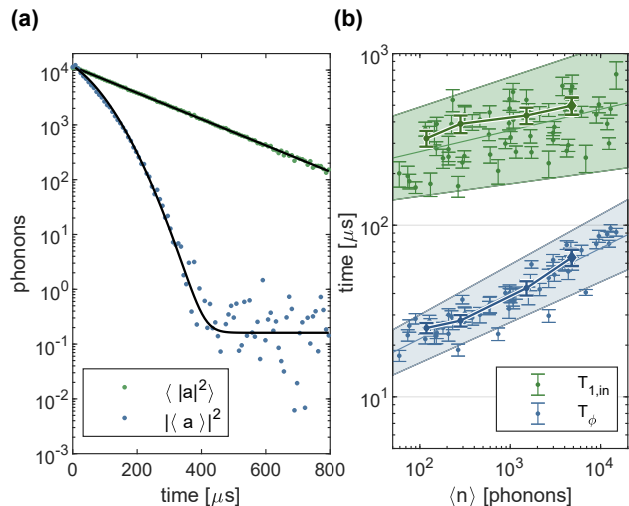 (a)
10^4
10^3
10^2
10^1
10^0
10^-1
10^-2
10^-3
phonons
0 200 400 600 800
time [μs]
⟨ |a|^2⟩
|⟨ a ⟩|^2
(b)
10^3
10^2
10^1
time [μs]
10^2 10^3 10^4
⟨n⟩ [phonons]
T_1,in
T_ϕ